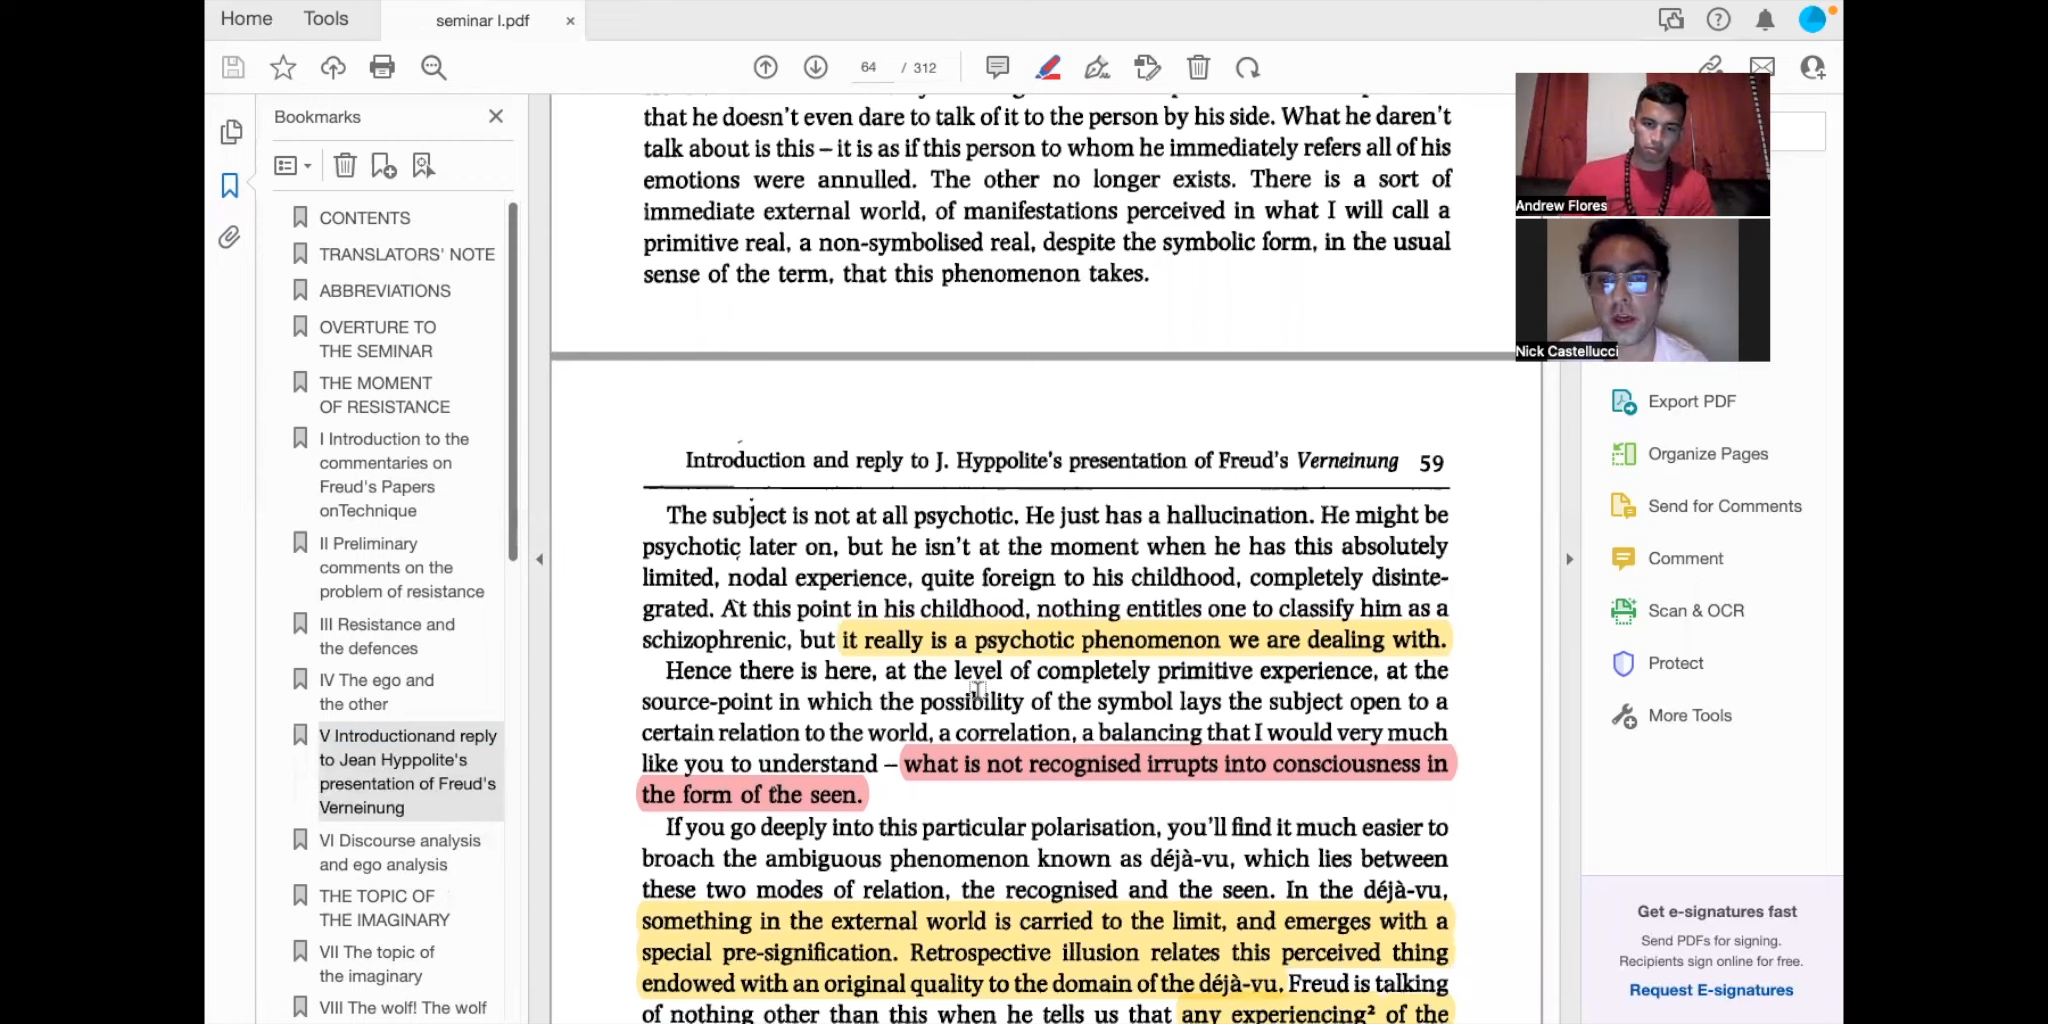 Home
Tools
seminar I.pdf
64 / 312
Bookmarks
CONTENTS
TRANSLATORS' NOTE
ABBREVIATIONS
OVERTURE TO
THE SEMINAR
THE MOMENT
OF RESISTANCE
I Introduction to the
commentaries on
Freud's Papers
onTechnique
II Preliminary
comments on the
problem of resistance
III Resistance and
the defences
IV The ego and
the other
V Introductionand reply
to Jean Hyppolite's
presentation of Freud's
Verneinung
VI Discourse analysis
and ego analysis
THE TOPIC OF
THE IMAGINARY
VII The topic of
the imaginary
VIII The wolf! The wolf
that he doesn't even dare to talk of it to the person by his side. What he daren't
talk about is this – it is as if this person to whom he immediately refers all of his
emotions were annulled. The other no longer exists. There is a sort of
immediate external world, of manifestations perceived in what I will call a
primitive real, a non-symbolised real, despite the symbolic form, in the usual
sense of the term, that this phenomenon takes.
Introduction and reply to J. Hyppolite's presentation of Freud's Verneinung 59
The subject is not at all psychotic. He just has a hallucination. He might be
psychotic later on, but he isn't at the moment when he has this absolutely
limited, nodal experience, quite foreign to his childhood, completely disinte-
grated. At this point in his childhood, nothing entitles one to classify him as a
schizophrenic, but it really is a psychotic phenomenon we are dealing with.
Hence there is here, at the level of completely primitive experience, at the
source-point in which the possibility of the symbol lays the subject open to a
certain relation to the world, a correlation, a balancing that I would very much
like you to understand – what is not recognised irrupts into consciousness in
the form of the seen.
If you go deeply into this particular polarisation, you'll find it much easier to
broach the ambiguous phenomenon known as déjà-vu, which lies between
these two modes of relation, the recognised and the seen. In the déjà-vu,
something in the external world is carried to the limit, and emerges with a
special pre-signification. Retrospective illusion relates this perceived thing
endowed with an original quality to the domain of the déjà-vu. Freud is talking
of nothing other than this when he tells us that any experiencing² of the
Andrew Flores
Nick Castellucci
Export PDF
Organize Pages
Send for Comments
Comment
Scan & OCR
Protect
More Tools
Get e-signatures fast
Send PDFs for signing.
Recipients sign online for free.
Request E-signatures